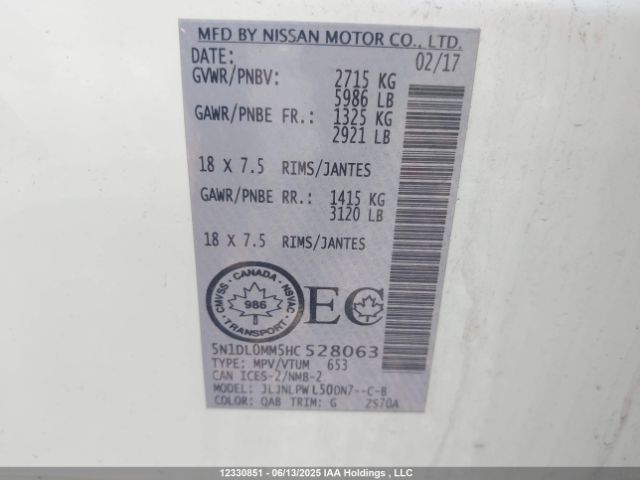 MFD BY NISSAN MOTOR CO., LTD.
DATE: 02/17
GVWR/PNBV: 2715 KG
5986 LB
GAWR/PNBE FR.: 1325 KG
2921 LB
18 X 7.5 RIMS/JANTES
GAWR/PNBE RR.: 1415 KG
3120 LB
18 X 7.5 RIMS/JANTES
CMVSS · CANADA · NSVAC
986
TRANSPORT
EC
5N1DL0MM5HC528063
TYPE: MPV/VTUM 653
CAN ICES-2/NMB-2
MODEL: JLJNLPWL50DN7--C-B
COLOR: QAB TRIM: G 2S70A
12330851 - 06/13/2025 IAA Holdings , LLC